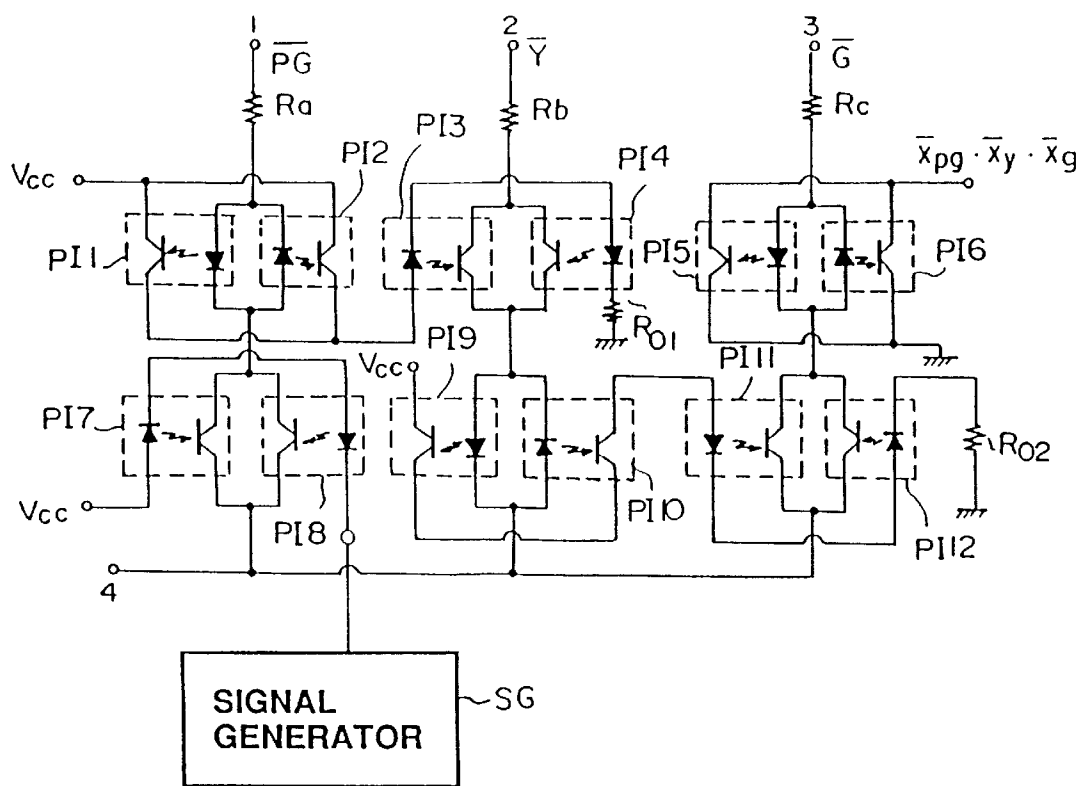 1 2 3
P̅G̅ Y̅ G̅
Ra Rb Rc
PI3
PI2 PI4 x̅pg · x̅y · x̅g
Vcc
PI1 PI5 PI6
R01
PI9 PI11
Vcc
PI7 R02
Vcc PI8 PI10 PI12
4
SIGNAL SG
GENERATOR